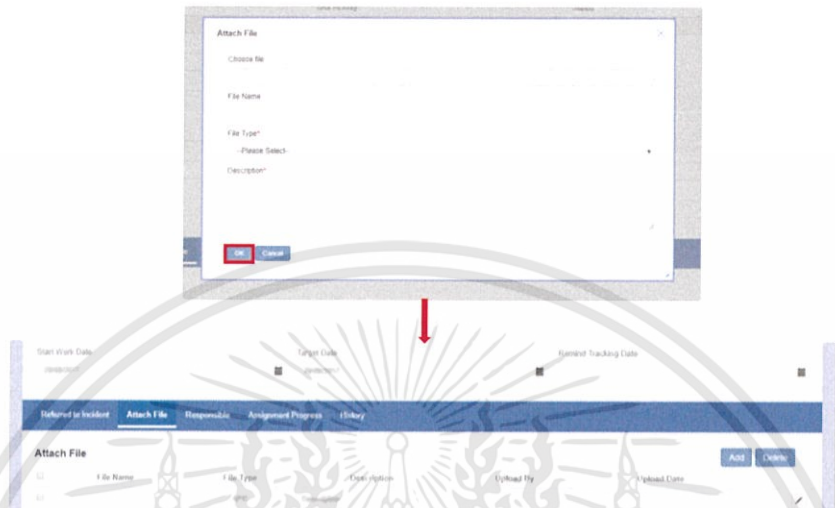 Attach File
Choose file
File Name
File Type*
--Please Select--
Description*
OK Cancel
Start Work Date Target Date Remind Tracking Date
Referred to Incident Attach File Responsible Assignment Progress History
Attach File Add Delete
File Name File Type Description Upload By Upload Date